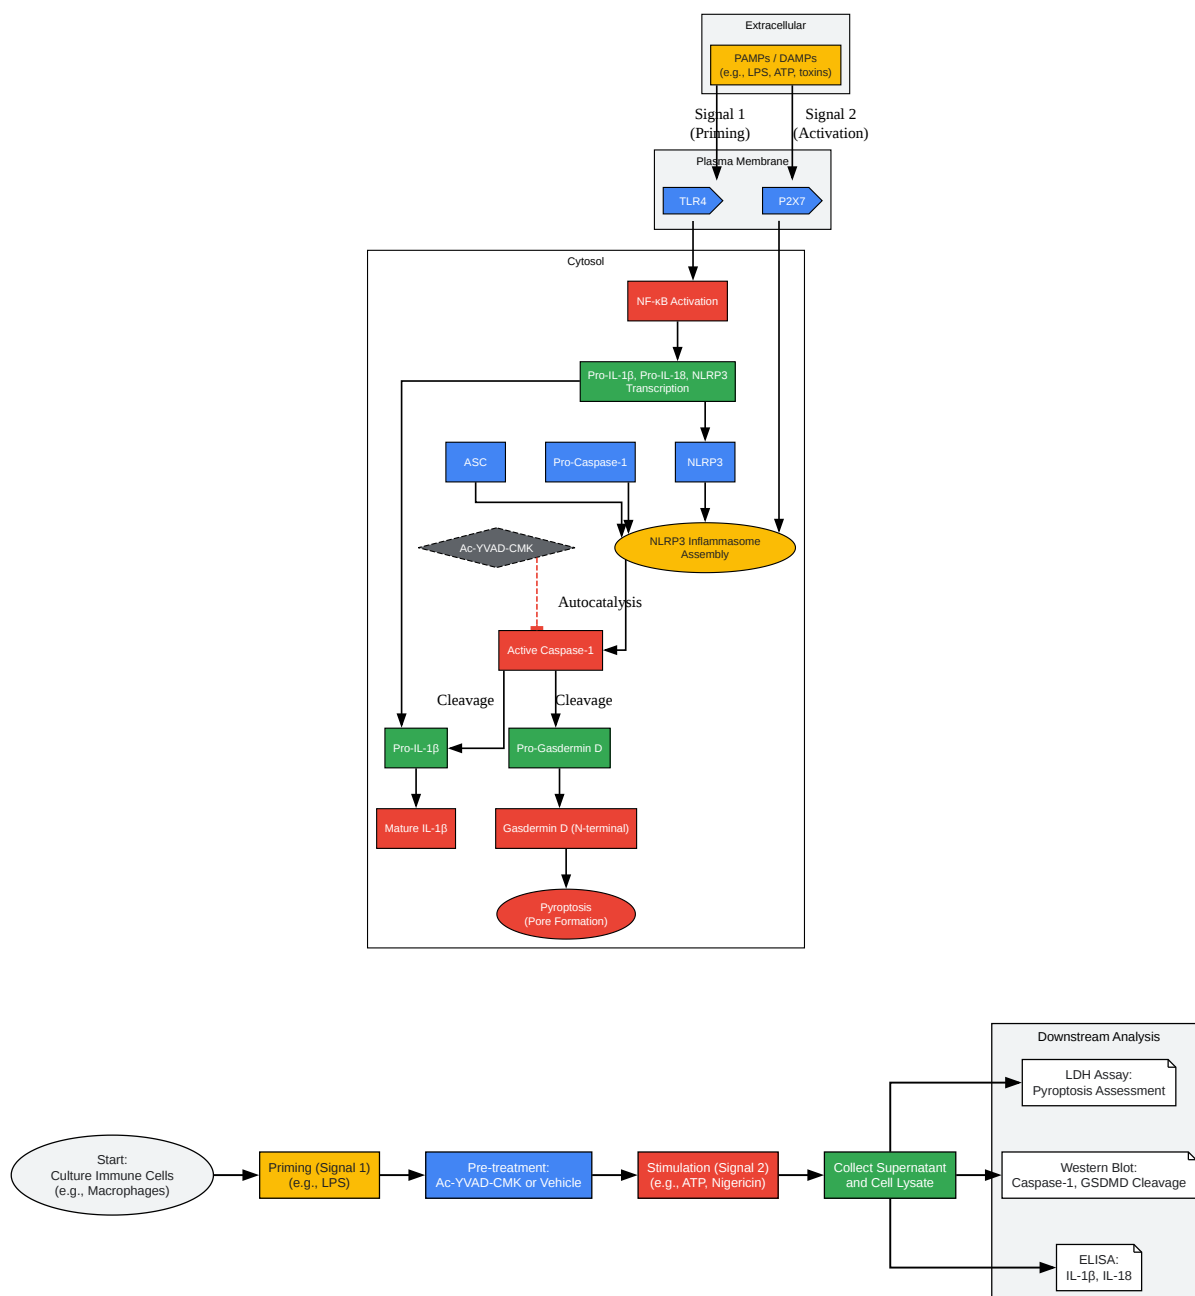 Extracellular
PAMPs / DAMPs
(e.g., LPS, ATP, toxins)
Signal 1
(Priming)
Signal 2
(Activation)
Plasma Membrane
TLR4
P2X7
Cytosol
NF-κB Activation
Pro-IL-1β, Pro-IL-18, NLRP3
Transcription
ASC
Pro-Caspase-1
NLRP3
Ac-YVAD-CMK
NLRP3 Inflammasome
Assembly
Autocatalysis
Active Caspase-1
Cleavage
Cleavage
Pro-IL-1β
Pro-Gasdermin D
Mature IL-1β
Gasdermin D (N-terminal)
Pyroptosis
(Pore Formation)
Downstream Analysis
LDH Assay:
Pyroptosis Assessment
Start:
Culture Immune Cells
(e.g., Macrophages)
Priming (Signal 1)
(e.g., LPS)
Pre-treatment:
Ac-YVAD-CMK or Vehicle
Stimulation (Signal 2)
(e.g., ATP, Nigericin)
Collect Supernatant
and Cell Lysate
Western Blot:
Caspase-1, GSDMD Cleavage
ELISA:
IL-1β, IL-18